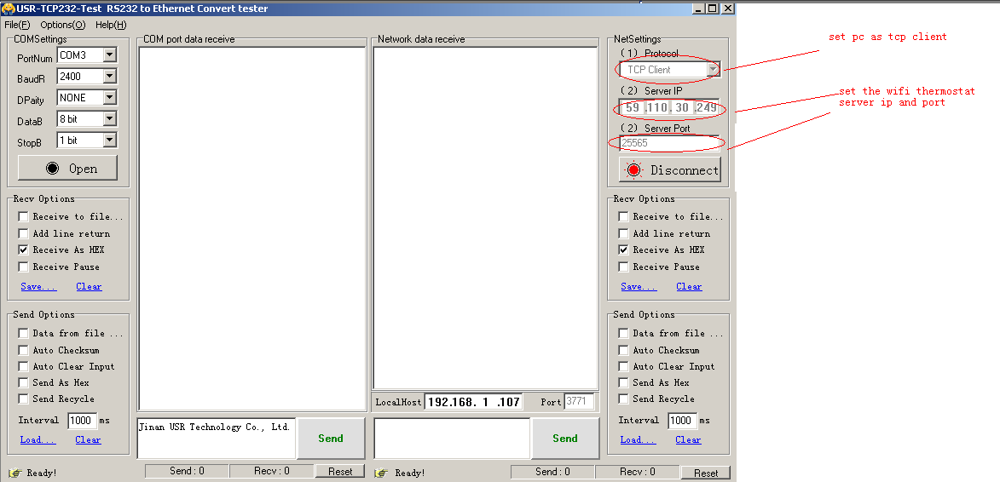 USR-TCP232-Test RS232 to Ethernet Convert tester
File(F) Options(O) Help(H)
COMSettings
PortNum COM3
BaudR 2400
DPaity NONE
DataB 8 bit
StopB 1 bit
Open
Recv Options
Receive to file...
Add line return
Receive As HEX
Receive Pause
Save... Clear
Send Options
Data from file ...
Auto Checksum
Auto Clear Input
Send As Hex
Send Recycle
Interval 1000 ms
Load... Clear
Ready!
COM port data receive
Jinan USR Technology Co., Ltd.
Send
Send : 0 Recv : 0 Reset
Network data receive
LocalHost 192.168. 1 .107 Port 3771
Send
Ready!
Send : 0 Recv : 0 Reset
NetSettings
(1) Protocol
TCP Client
(2) Server IP
59 .110. 30 .249
(2) Server Port
25565
Disconnect
Recv Options
Receive to file...
Add line return
Receive As HEX
Receive Pause
Save... Clear
Send Options
Data from file ...
Auto Checksum
Auto Clear Input
Send As Hex
Send Recycle
Interval 1000 ms
Load... Clear
set pc as tcp client
set the wifi thermostat
server ip and port